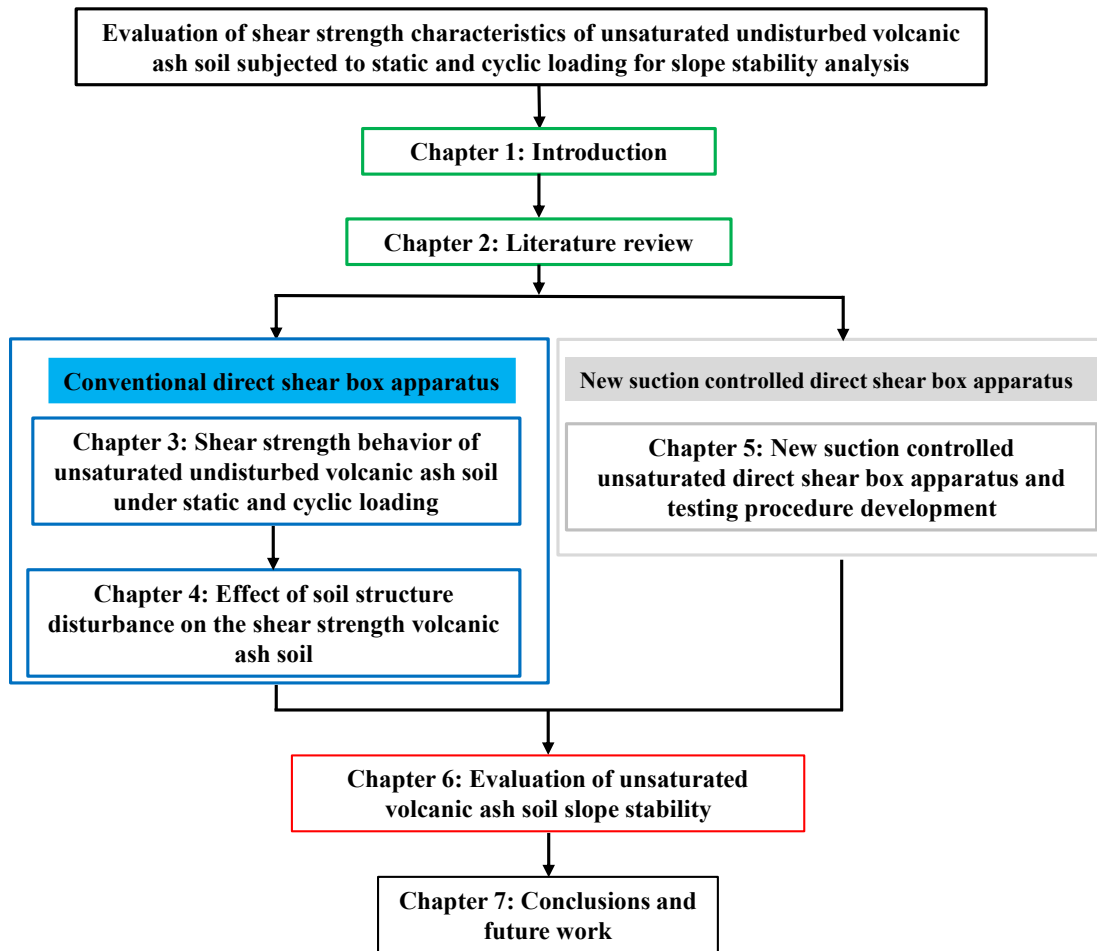 Evaluation of shear strength characteristics of unsaturated undisturbed volcanic
ash soil subjected to static and cyclic loading for slope stability analysis
Chapter 1: Introduction
Chapter 2: Literature review
Conventional direct shear box apparatus
Chapter 3: Shear strength behavior of
unsaturated undisturbed volcanic ash soil
under static and cyclic loading
Chapter 4: Effect of soil structure
disturbance on the shear strength volcanic
ash soil
New suction controlled direct shear box apparatus
Chapter 5: New suction controlled
unsaturated direct shear box apparatus and
testing procedure development
Chapter 6: Evaluation of unsaturated
volcanic ash soil slope stability
Chapter 7: Conclusions and
future work